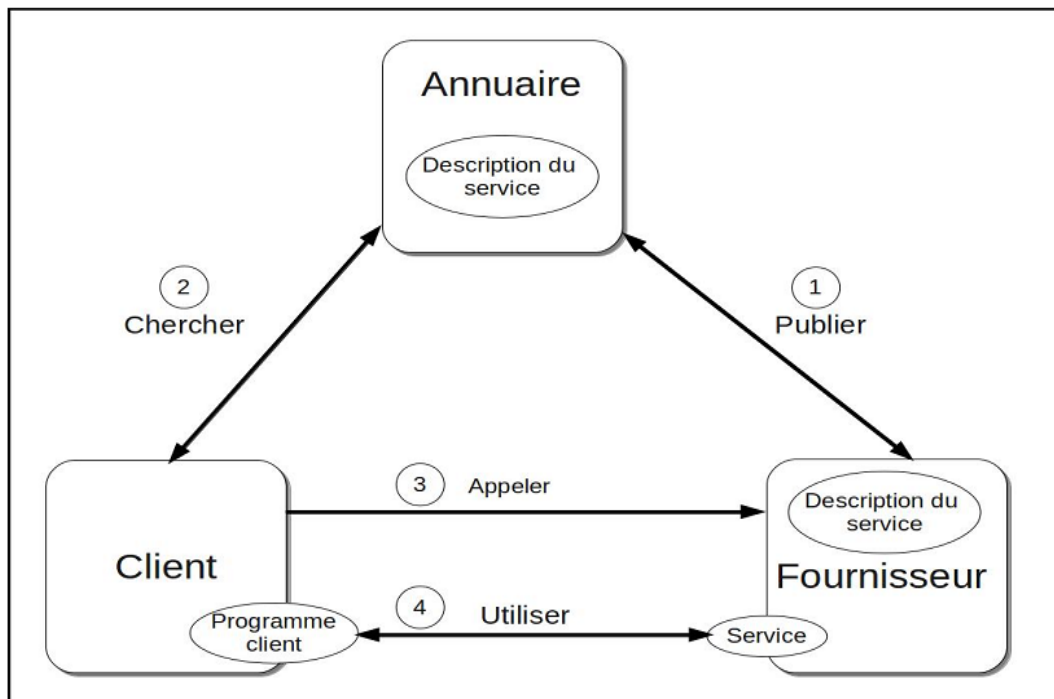 Annuaire
Description du
service
2
Chercher
1
Publier
3 Appeler
Description du
service
Client
Fournisseur
4 Utiliser
Programme
client
Service